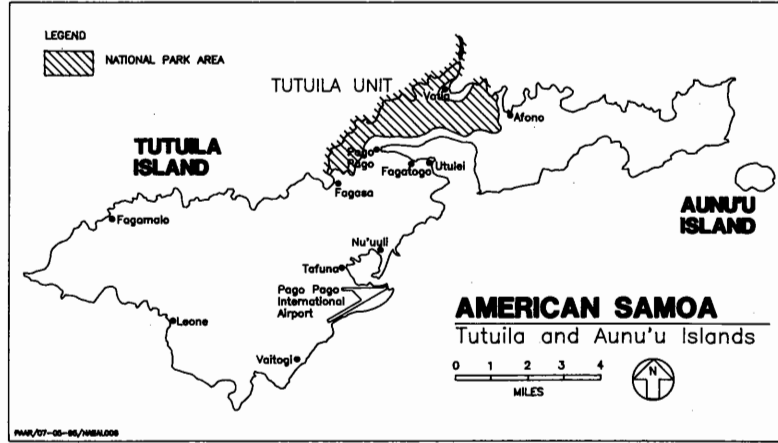 LEGEND
NATIONAL PARK AREA
TUTUILA UNIT
Vatia
Afono
TUTUILA
ISLAND
Pago
Pago
Fagatogo
Utulei
Fagasa
AUNU'U
ISLAND
Fagamalo
Nu'uuli
Tafuna
Pago Pago
International
Airport
Leone
Vaitogi
AMERICAN SAMOA
Tutuila and Aunu'u Islands
0 1 2 3 4
MILES
N